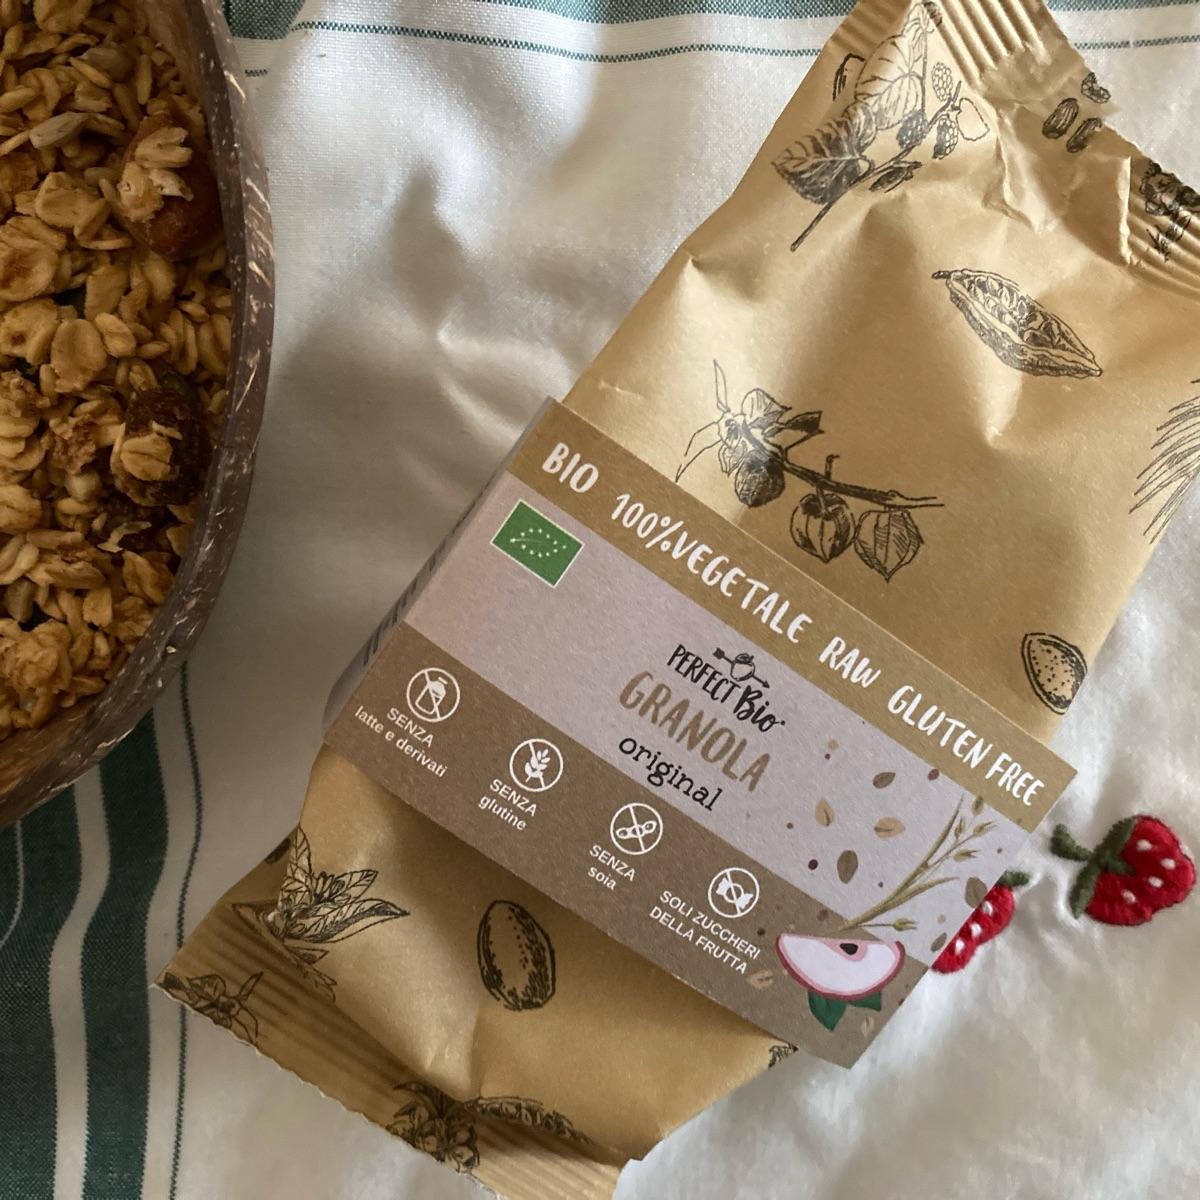 BIO 100%VEGETALE RAW GLUTEN FREE
PERFECT Bio
GRANOLA
original
SENZA
latte e derivati
SENZA
glutine
SENZA
soia
SOLI ZUCCHERI
DELLA FRUTTA